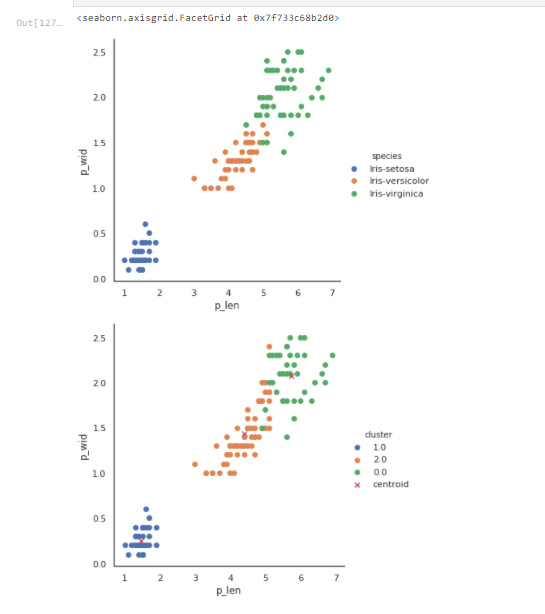 Out[127…
<seaborn.axisgrid.FacetGrid at 0x7f733c68b2d0>
2.5
2.0
1.5
1.0
0.5
0.0
p_wid
1 2 3 4 5 6 7
p_len
species
Iris-setosa
Iris-versicolor
Iris-virginica
2.5
2.0
1.5
1.0
0.5
0.0
p_wid
1 2 3 4 5 6 7
p_len
cluster
1.0
2.0
0.0
centroid